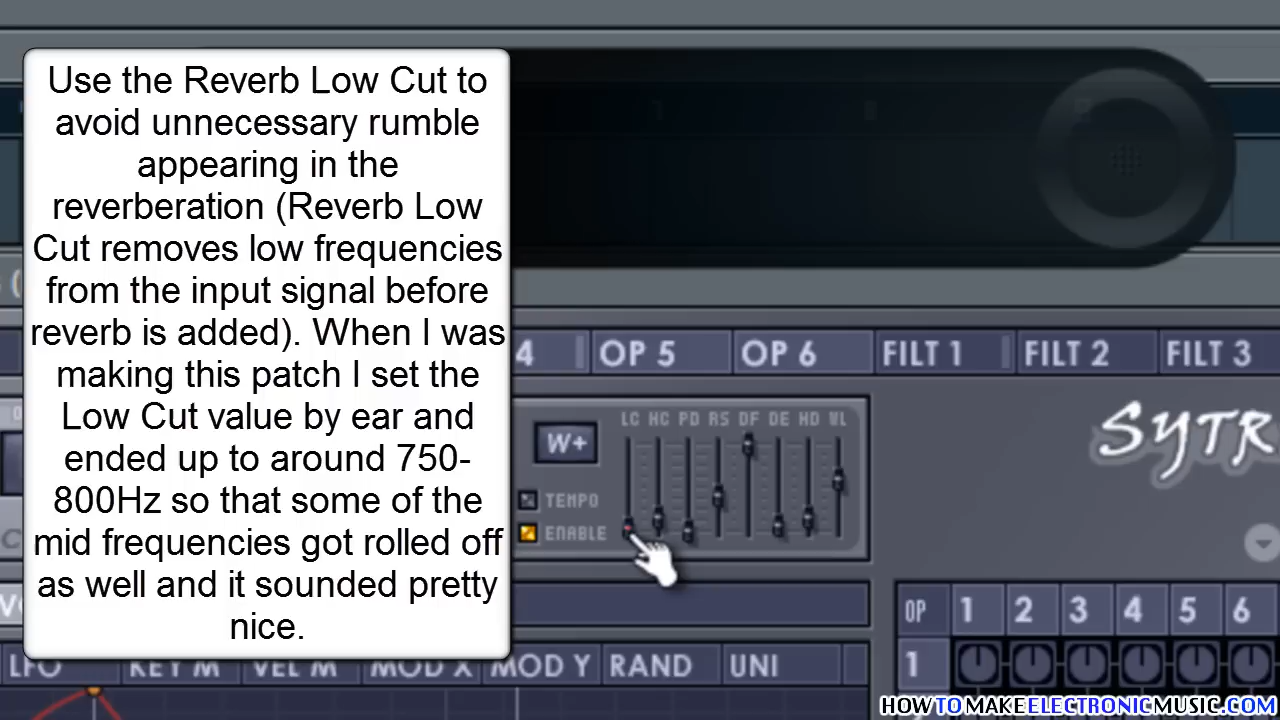 Use the Reverb Low Cut to
avoid unnecessary rumble
appearing in the
reverberation (Reverb Low
Cut removes low frequencies
from the input signal before
reverb is added). When I was
making this patch I set the
Low Cut value by ear and
ended up to around 750-
800Hz so that some of the
mid frequencies got rolled off
as well and it sounded pretty
nice.
4 OP 5 OP 6 FILT 1 FILT 2 FILT 3
LC HC PD RS DF DE HD WL
W+
TEMPO
ENABLE
SYTR
OP 1 2 3 4 5 6
1
LFO KEY M VEL M MOD X MOD Y RAND UNI
HOWTOMAKEELECTRONICMUSIC.COM